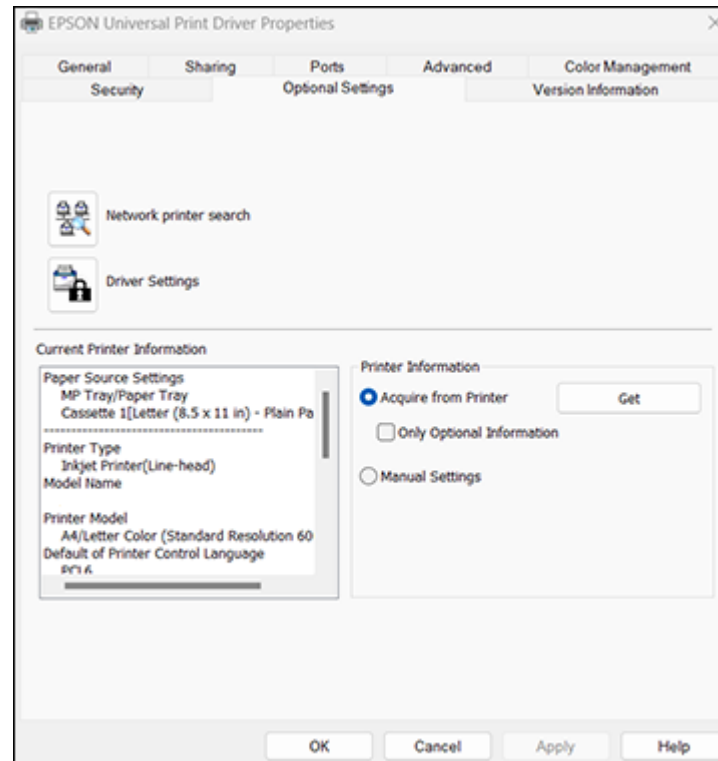 EPSON Universal Print Driver Properties
General Sharing Ports Advanced Color Management
Security Optional Settings Version Information
Network printer search
Driver Settings
Current Printer Information
Paper Source Settings
MP Tray/Paper Tray
Cassette 1[Letter (8.5 x 11 in) - Plain Pa
----------------------------------------
Printer Type
Inkjet Printer(Line-head)
Model Name
Printer Model
A4/Letter Color (Standard Resolution 60
Default of Printer Control Language
PCL6
Printer Information
Acquire from Printer Get
Only Optional Information
Manual Settings
OK Cancel Apply Help